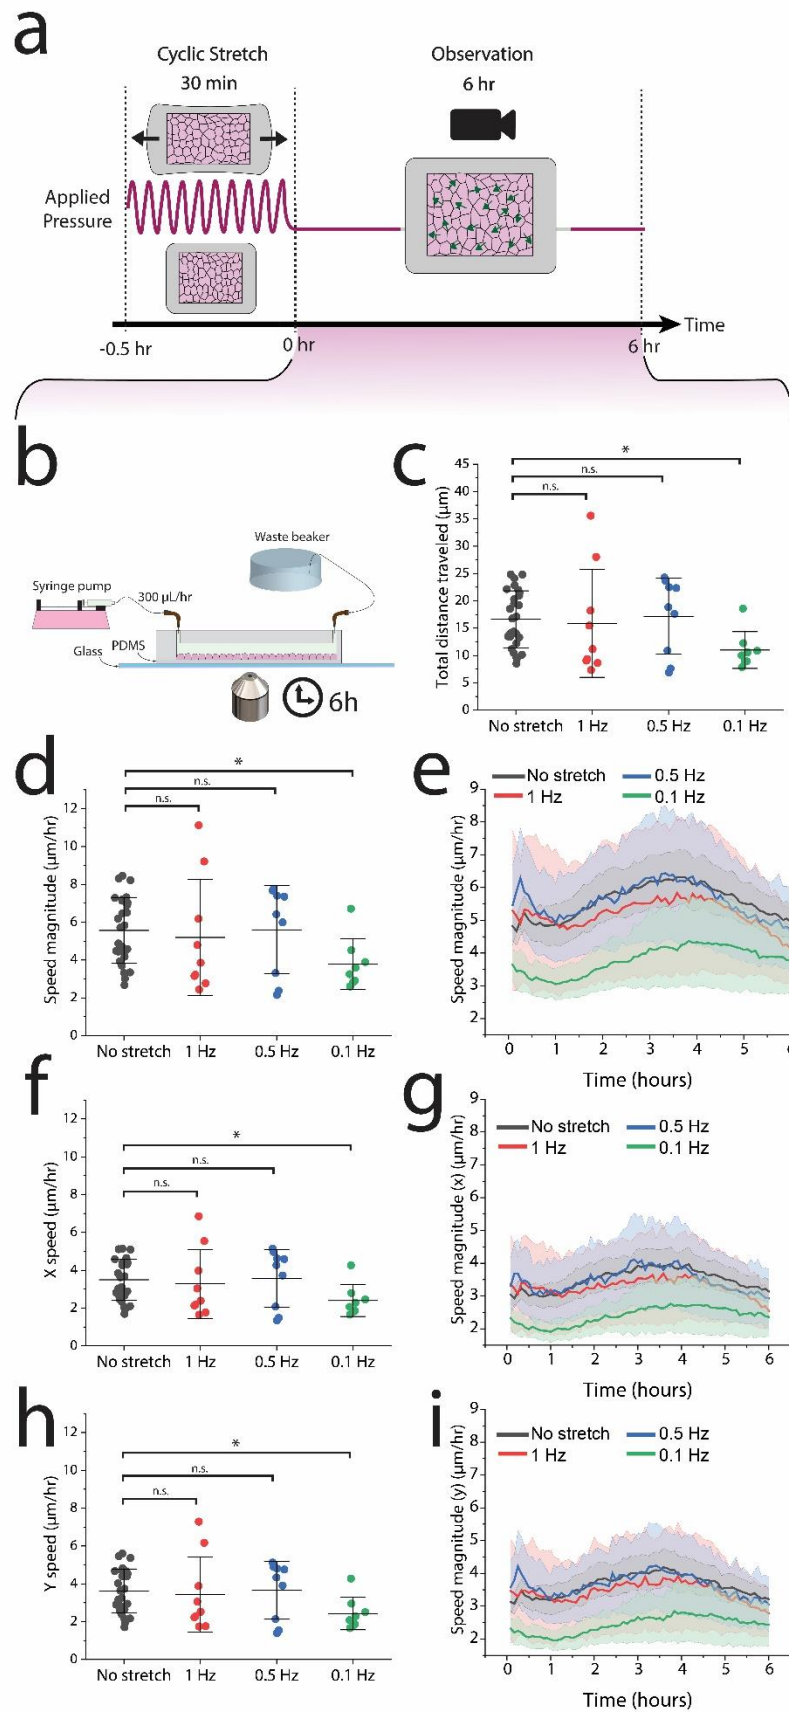 a
Cyclic Stretch
30 min
Observation
6 hr
Applied
Pressure
Time
-0.5 hr
0 hr
6 hr
b
Waste beaker
Syringe pump
300 µL/hr
PDMS
Glass
6h
c
Total distance traveled (µm)
45
40
35
30
25
20
15
10
5
0
*
n.s.
n.s.
No stretch 1 Hz 0.5 Hz 0.1 Hz
d
Speed magnitude (µm/hr)
12
10
8
6
4
2
0
*
n.s.
n.s.
No stretch 1 Hz 0.5 Hz 0.1 Hz
e
No stretch 0.5 Hz
1 Hz 0.1 Hz
Speed magnitude (µm/hr)
9
8
7
6
5
4
3
2
0 1 2 3 4 5 6
Time (hours)
f
X speed (µm/hr)
12
10
8
6
4
2
0
*
n.s.
n.s.
No stretch 1 Hz 0.5 Hz 0.1 Hz
g
No stretch 0.5 Hz
1 Hz 0.1 Hz
Speed magnitude (x) (µm/hr)
9
8
7
6
5
4
3
2
0 1 2 3 4 5 6
Time (hours)
h
Y speed (µm/hr)
12
10
8
6
4
2
0
*
n.s.
n.s.
No stretch 1 Hz 0.5 Hz 0.1 Hz
i
No stretch 0.5 Hz
1 Hz 0.1 Hz
Speed magnitude (y) (µm/hr)
9
8
7
6
5
4
3
2
0 1 2 3 4 5 6
Time (hours)